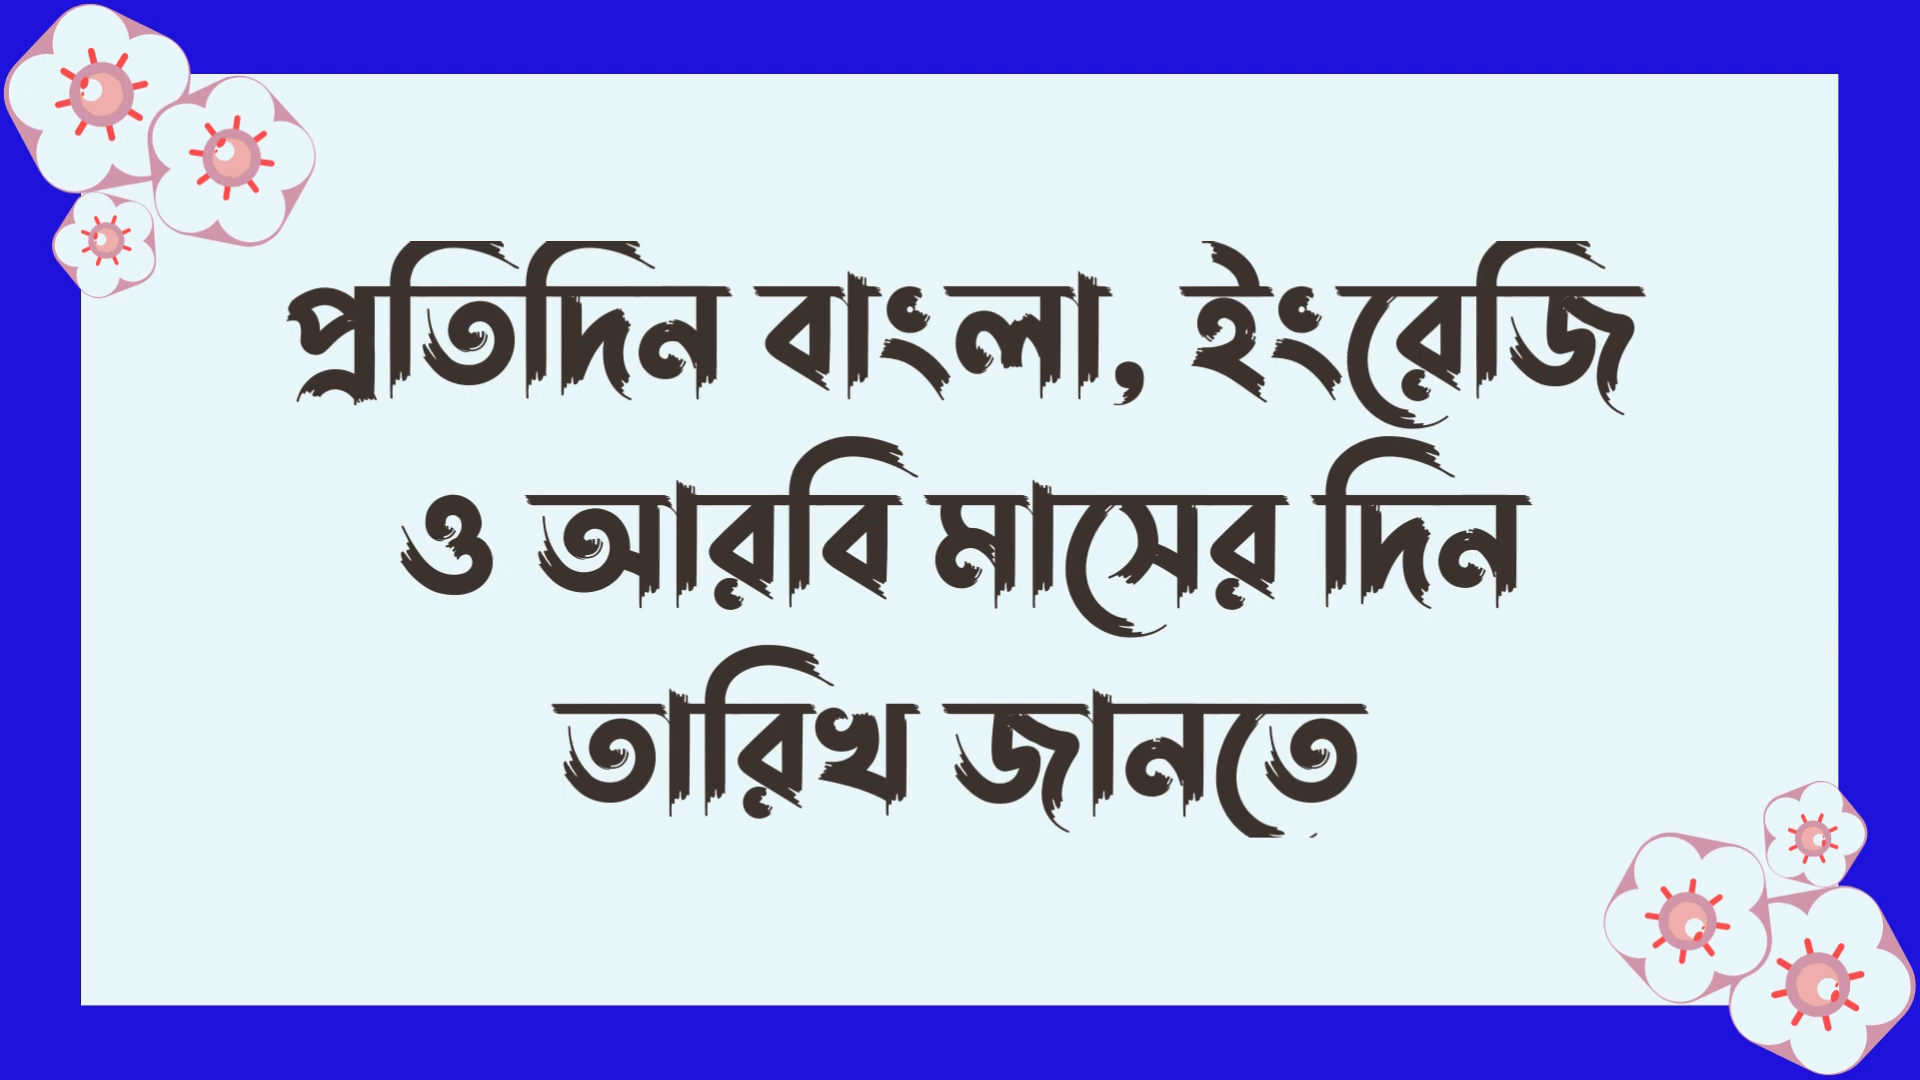 প্রতিদিন বাংলা, ইংরেজি
ও আরবি মাসের দিন
তারিখ জানতে